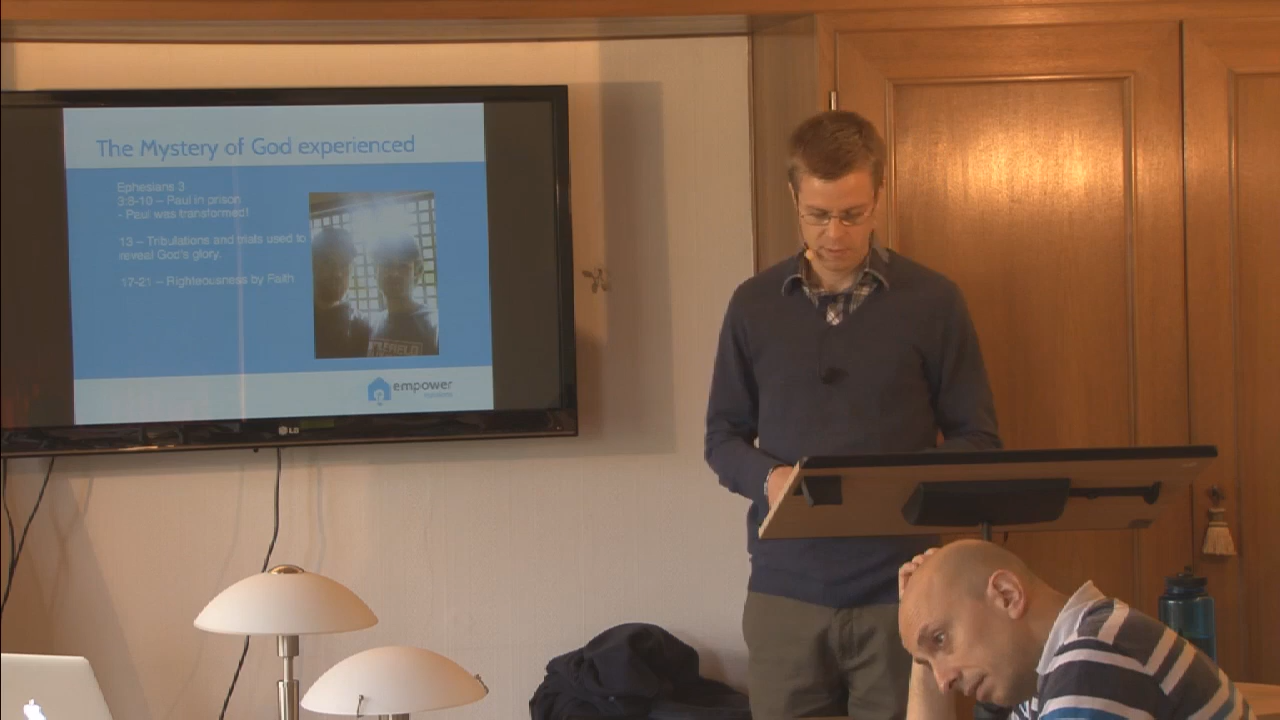 The Mystery of God experienced
Ephesians 3
3:8-10 – Paul in prison
- Paul was transformed!
13 – Tribulations and trials used to
reveal God's glory.
17-21 – Righteousness by Faith
empower
LG